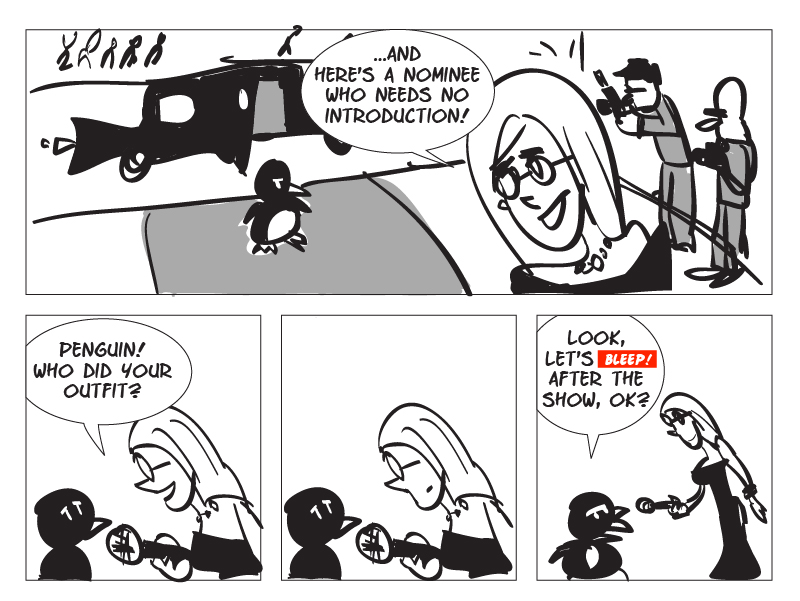 ...AND
HERE'S A NOMINEE
WHO NEEDS NO
INTRODUCTION!
PENGUIN!
WHO DID YOUR
OUTFIT?
LOOK,
LET'S BLEEP!
AFTER THE
SHOW, OK?